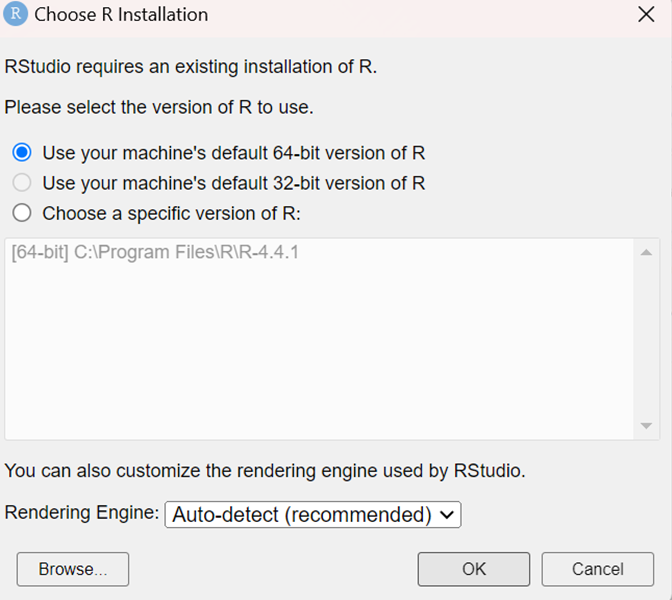 R Choose R Installation
RStudio requires an existing installation of R.
Please select the version of R to use.
Use your machine's default 64-bit version of R
Use your machine's default 32-bit version of R
Choose a specific version of R:
[64-bit] C:\Program Files\R\R-4.4.1
You can also customize the rendering engine used by RStudio.
Rendering Engine: Auto-detect (recommended)
Browse... OK Cancel